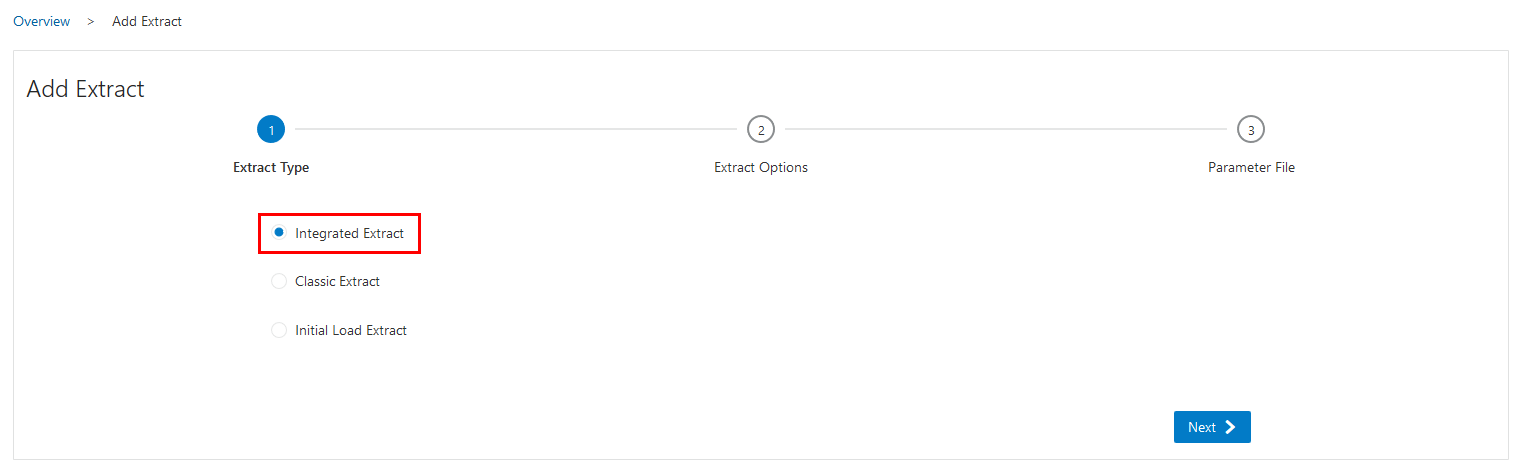 Overview > Add Extract
Add Extract
1 2 3
Extract Type Extract Options Parameter File
Integrated Extract
Classic Extract
Initial Load Extract
Next